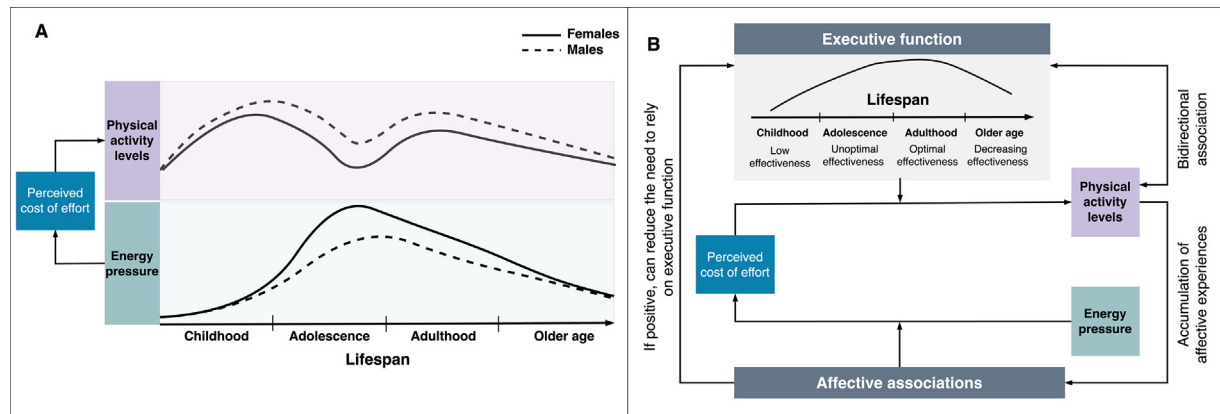 A
Females
Males
Physical
activity
levels
Perceived
cost of effort
Energy
pressure
Childhood
Adolescence
Adulthood
Older age
Lifespan
B
Executive function
Lifespan
Childhood
Low
effectiveness
Adolescence
Unoptimal
effectiveness
Adulthood
Optimal
effectiveness
Older age
Decreasing
effectiveness
If positive, can reduce the need to rely
on executive function
Bidirectional
association
Physical
activity
levels
Perceived
cost of effort
Energy
pressure
Accumulation of
affective experiences
Affective associations